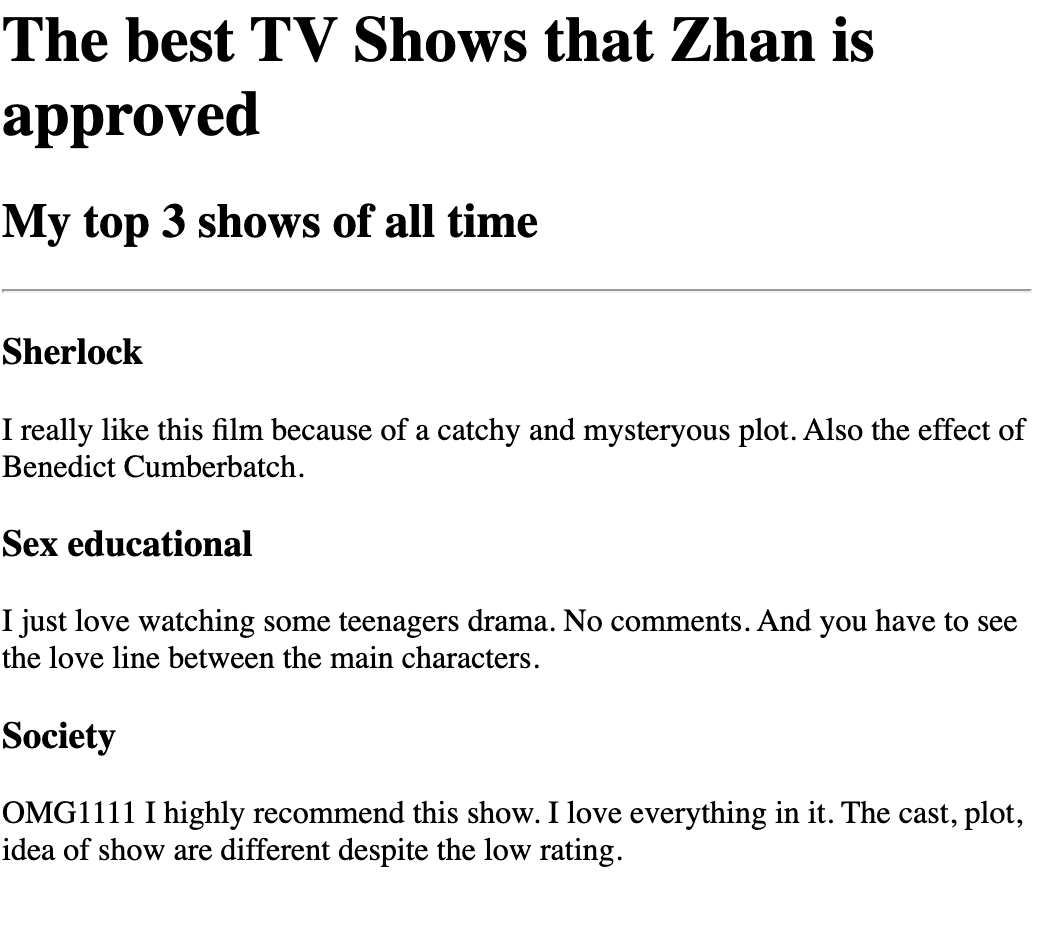 The best TV Shows that Zhan is
approved
My top 3 shows of all time
Sherlock
I really like this film because of a catchy and mysteryous plot. Also the effect of
Benedict Cumberbatch.
Sex educational
I just love watching some teenagers drama. No comments. And you have to see
the love line between the main characters.
Society
OMG1111 I highly recommend this show. I love everything in it. The cast, plot,
idea of show are different despite the low rating.